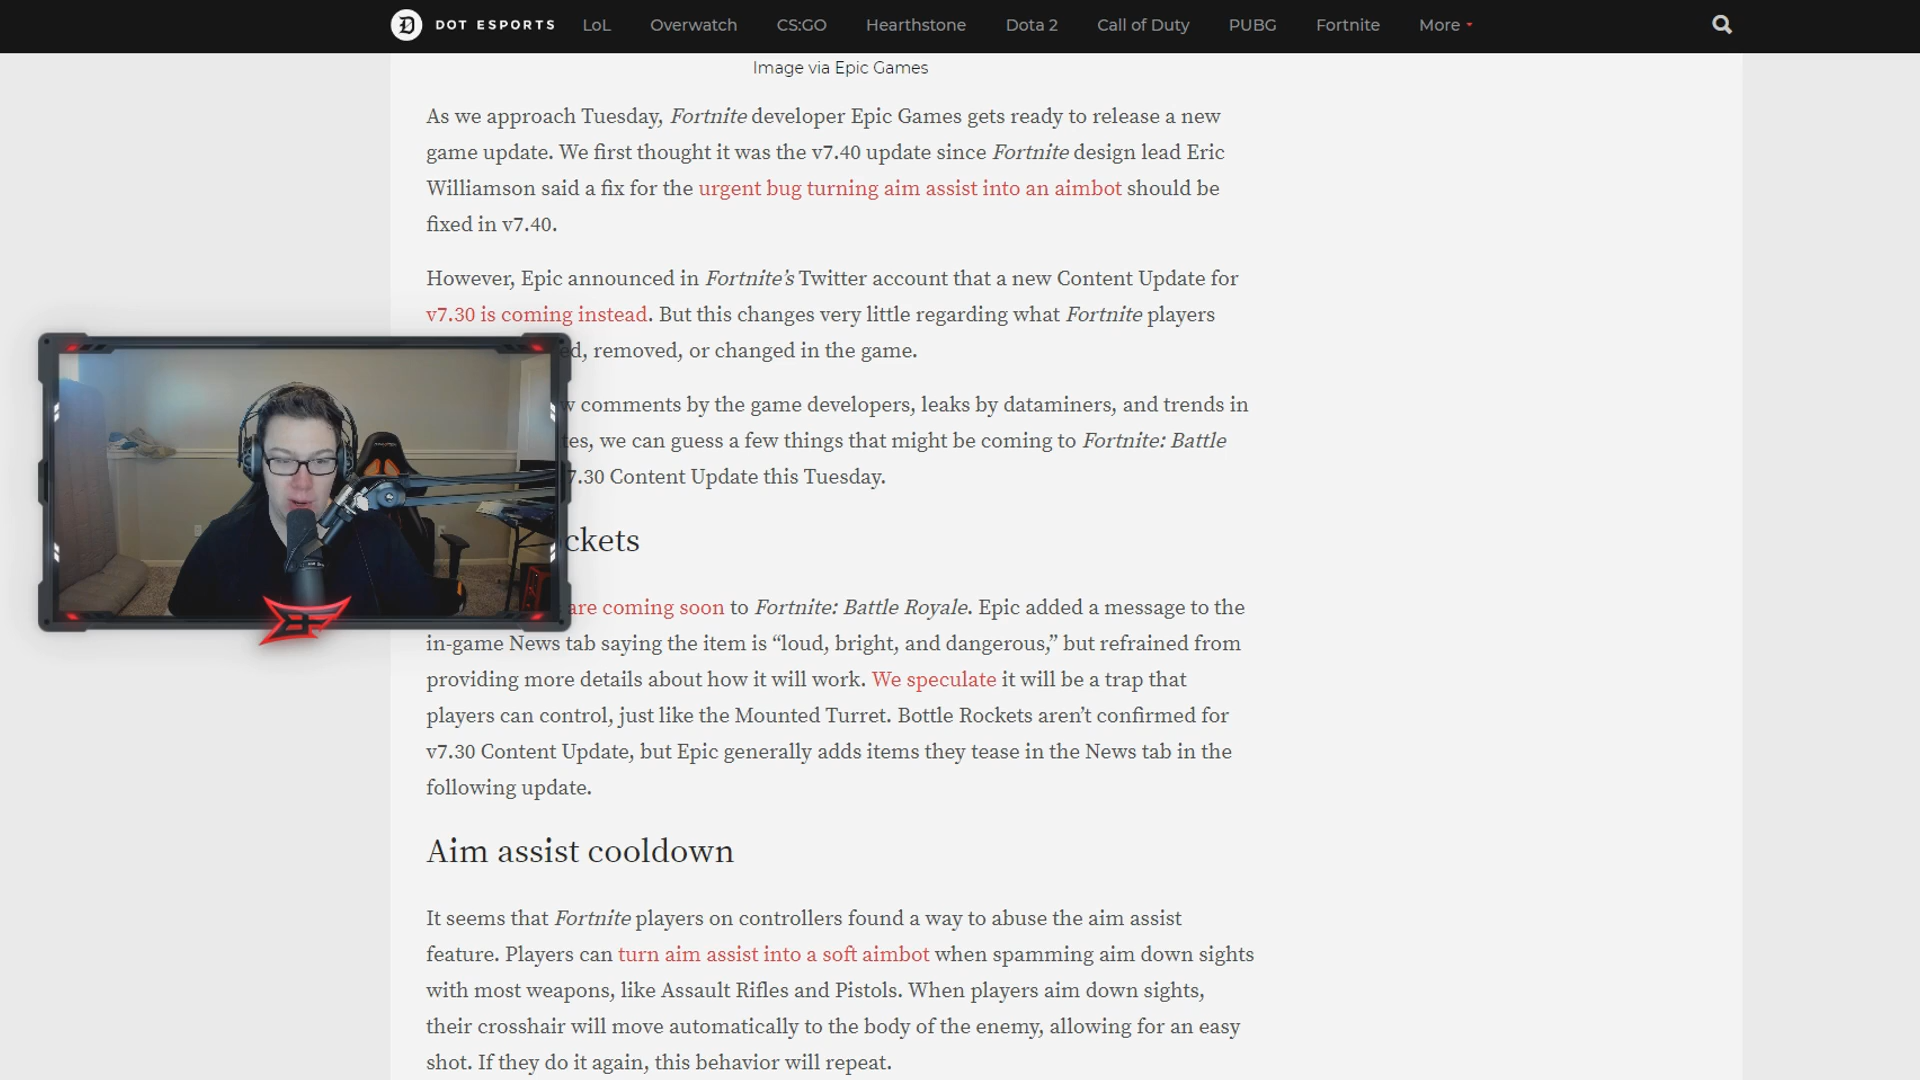 DOT ESPORTS LoL Overwatch CS:GO Hearthstone Dota 2 Call of Duty PUBG Fortnite More
Image via Epic Games
As we approach Tuesday, Fortnite developer Epic Games gets ready to release a new
game update. We first thought it was the v7.40 update since Fortnite design lead Eric
Williamson said a fix for the urgent bug turning aim assist into an aimbot should be
fixed in v7.40.
However, Epic announced in Fortnite’s Twitter account that a new Content Update for
v7.30 is coming instead. But this changes very little regarding what Fortnite players
removed, or changed in the game.
comments by the game developers, leaks by dataminers, and trends in
we can guess a few things that might be coming to Fortnite: Battle
7.30 Content Update this Tuesday.
ckets
are coming soon to Fortnite: Battle Royale. Epic added a message to the
in-game News tab saying the item is “loud, bright, and dangerous,” but refrained from
providing more details about how it will work. We speculate it will be a trap that
players can control, just like the Mounted Turret. Bottle Rockets aren’t confirmed for
v7.30 Content Update, but Epic generally adds items they tease in the News tab in the
following update.
Aim assist cooldown
It seems that Fortnite players on controllers found a way to abuse the aim assist
feature. Players can turn aim assist into a soft aimbot when spamming aim down sights
with most weapons, like Assault Rifles and Pistols. When players aim down sights,
their crosshair will move automatically to the body of the enemy, allowing for an easy
shot. If they do it again, this behavior will repeat.